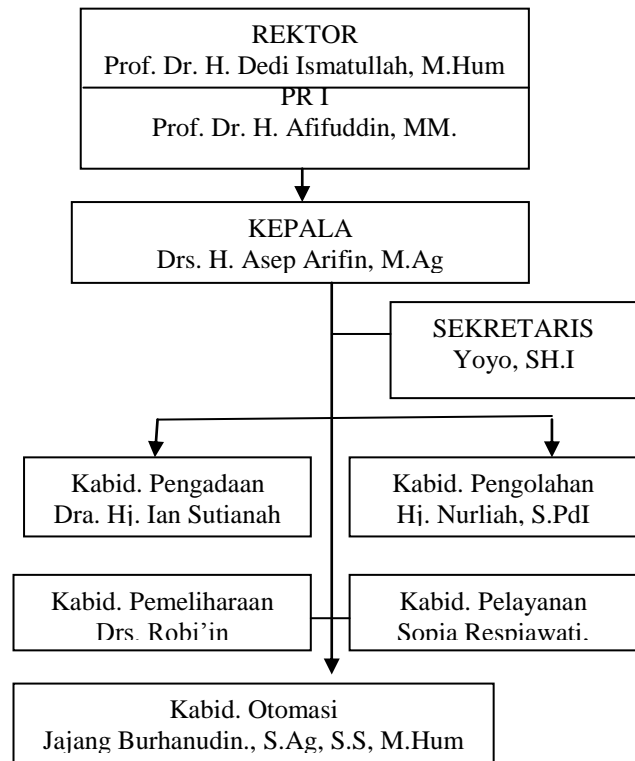 REKTOR
Prof. Dr. H. Dedi Ismatullah, M.Hum
PR I
Prof. Dr. H. Afifuddin, MM.
KEPALA
Drs. H. Asep Arifin, M.Ag
SEKRETARIS
Yoyo, SH.I
Kabid. Pengadaan
Dra. Hj. Ian Sutianah
Kabid. Pengolahan
Hj. Nurliah, S.PdI
Kabid. Pemeliharaan
Drs. Robi’in
Kabid. Pelayanan
Sopia Respiawati,
Kabid. Otomasi
Jajang Burhanudin., S.Ag, S.S, M.Hum